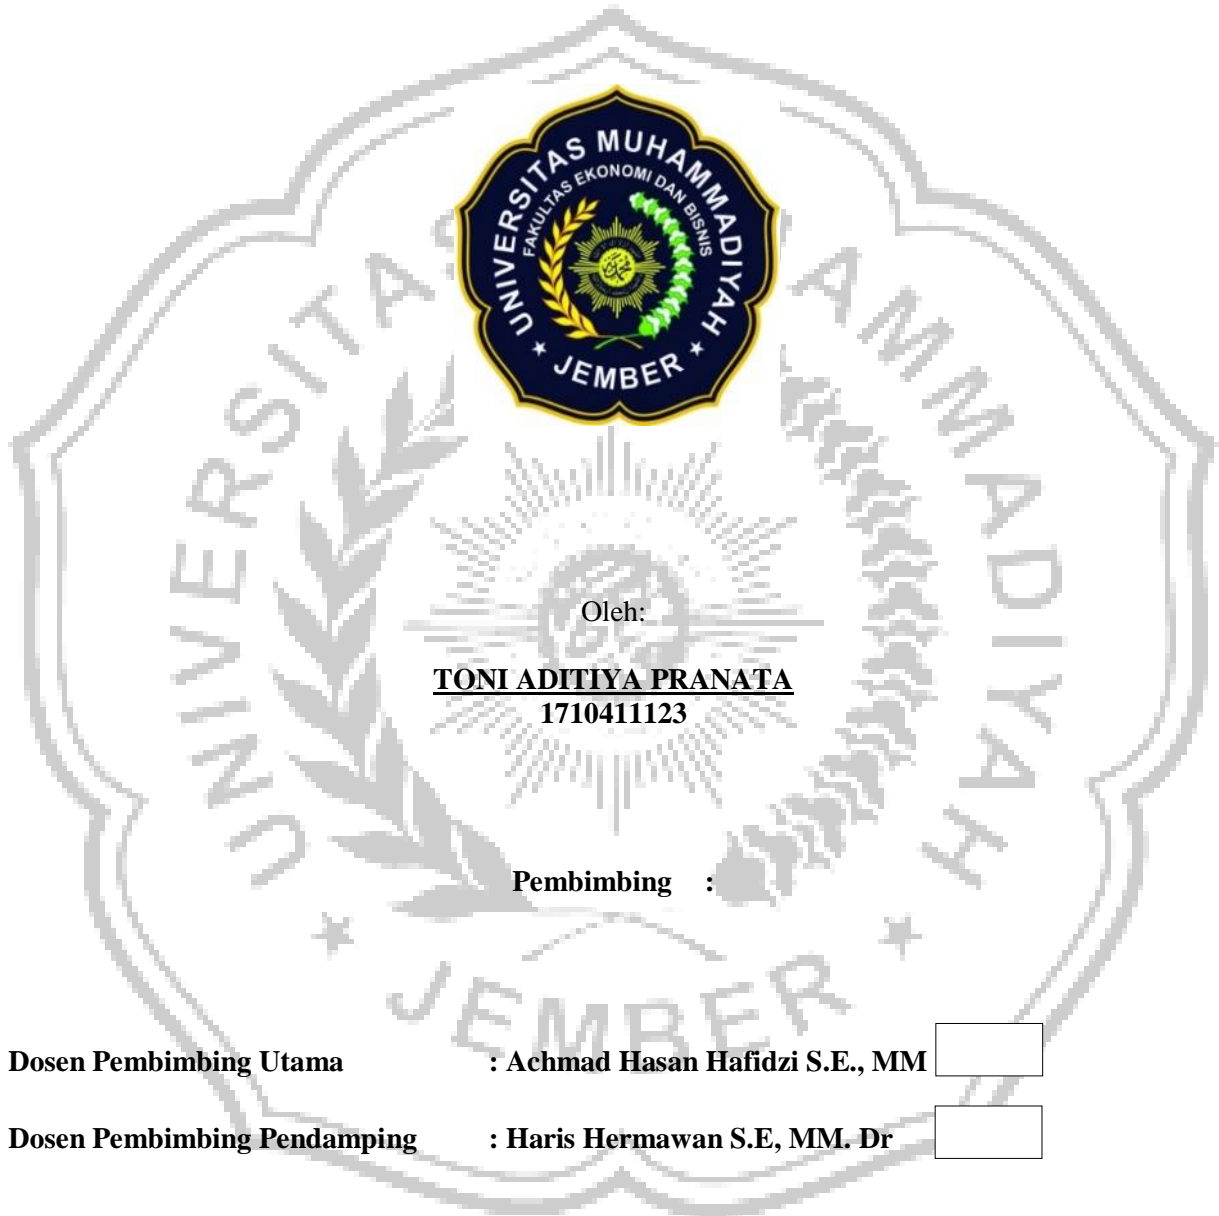 UNIVERSITAS MUHAMMADIYAH
FAKULTAS EKONOMI DAN BISNIS
JEMBER
Oleh:
TONI ADITIYA PRANATA
1710411123
Pembimbing :
Dosen Pembimbing Utama : Achmad Hasan Hafidzi S.E., MM
Dosen Pembimbing Pendamping : Haris Hermawan S.E, MM. Dr